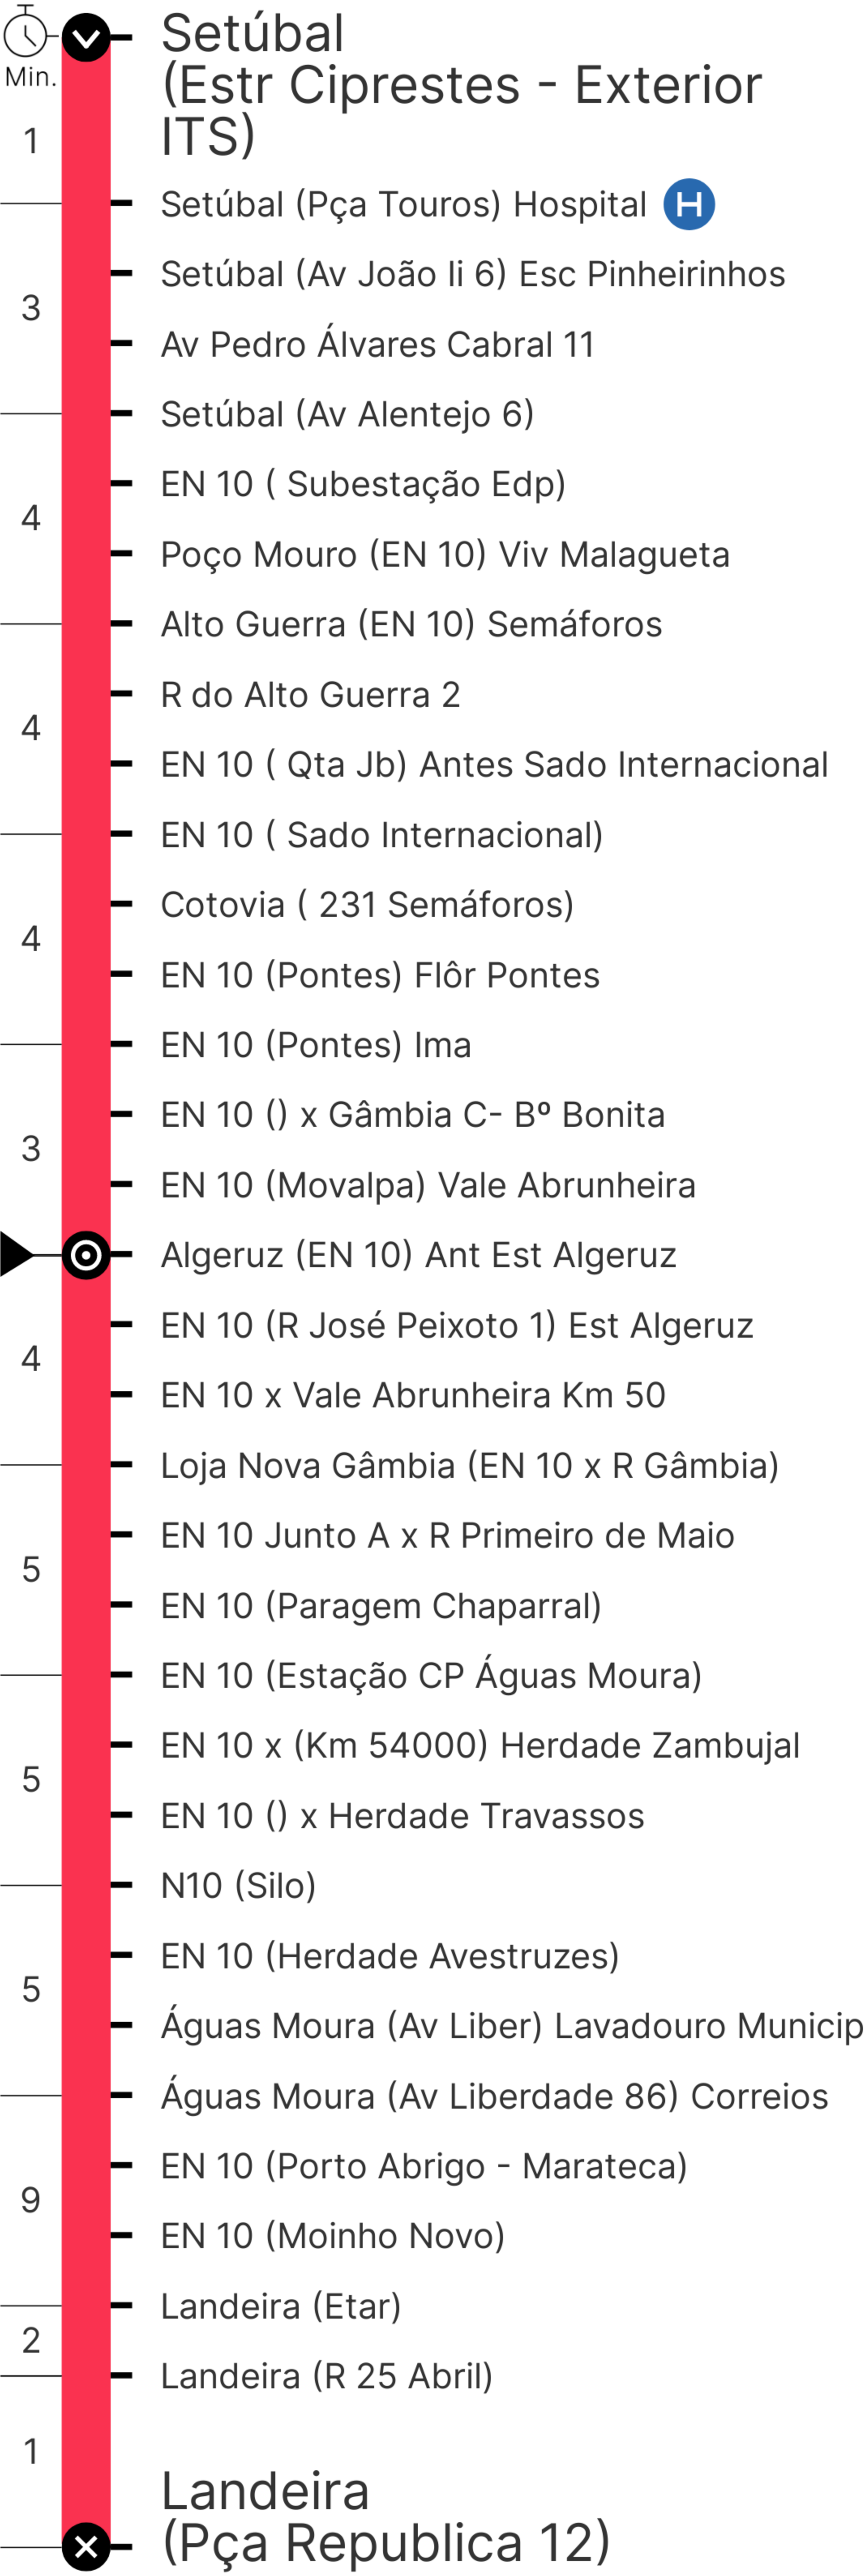 Setúbal
(Estr Ciprestes - Exterior
ITS)
Min.
1
Setúbal (Pça Touros) Hospital H
Setúbal (Av João Ii 6) Esc Pinheirinhos
3
Av Pedro Álvares Cabral 11
Setúbal (Av Alentejo 6)
EN 10 ( Subestação Edp)
4
Poço Mouro (EN 10) Viv Malagueta
Alto Guerra (EN 10) Semáforos
R do Alto Guerra 2
4
EN 10 ( Qta Jb) Antes Sado Internacional
EN 10 ( Sado Internacional)
Cotovia ( 231 Semáforos)
4
EN 10 (Pontes) Flôr Pontes
EN 10 (Pontes) Ima
EN 10 () x Gâmbia C- Bº Bonita
3
EN 10 (Movalpa) Vale Abrunheira
Algeruz (EN 10) Ant Est Algeruz
EN 10 (R José Peixoto 1) Est Algeruz
4
EN 10 x Vale Abrunheira Km 50
Loja Nova Gâmbia (EN 10 x R Gâmbia)
EN 10 Junto A x R Primeiro de Maio
5
EN 10 (Paragem Chaparral)
EN 10 (Estação CP Águas Moura)
EN 10 x (Km 54000) Herdade Zambujal
5
EN 10 () x Herdade Travassos
N10 (Silo)
EN 10 (Herdade Avestruzes)
5
Águas Moura (Av Liber) Lavadouro Municip
Águas Moura (Av Liberdade 86) Correios
EN 10 (Porto Abrigo - Marateca)
9
EN 10 (Moinho Novo)
Landeira (Etar)
2
Landeira (R 25 Abril)
1
Landeira
(Pça Republica 12)